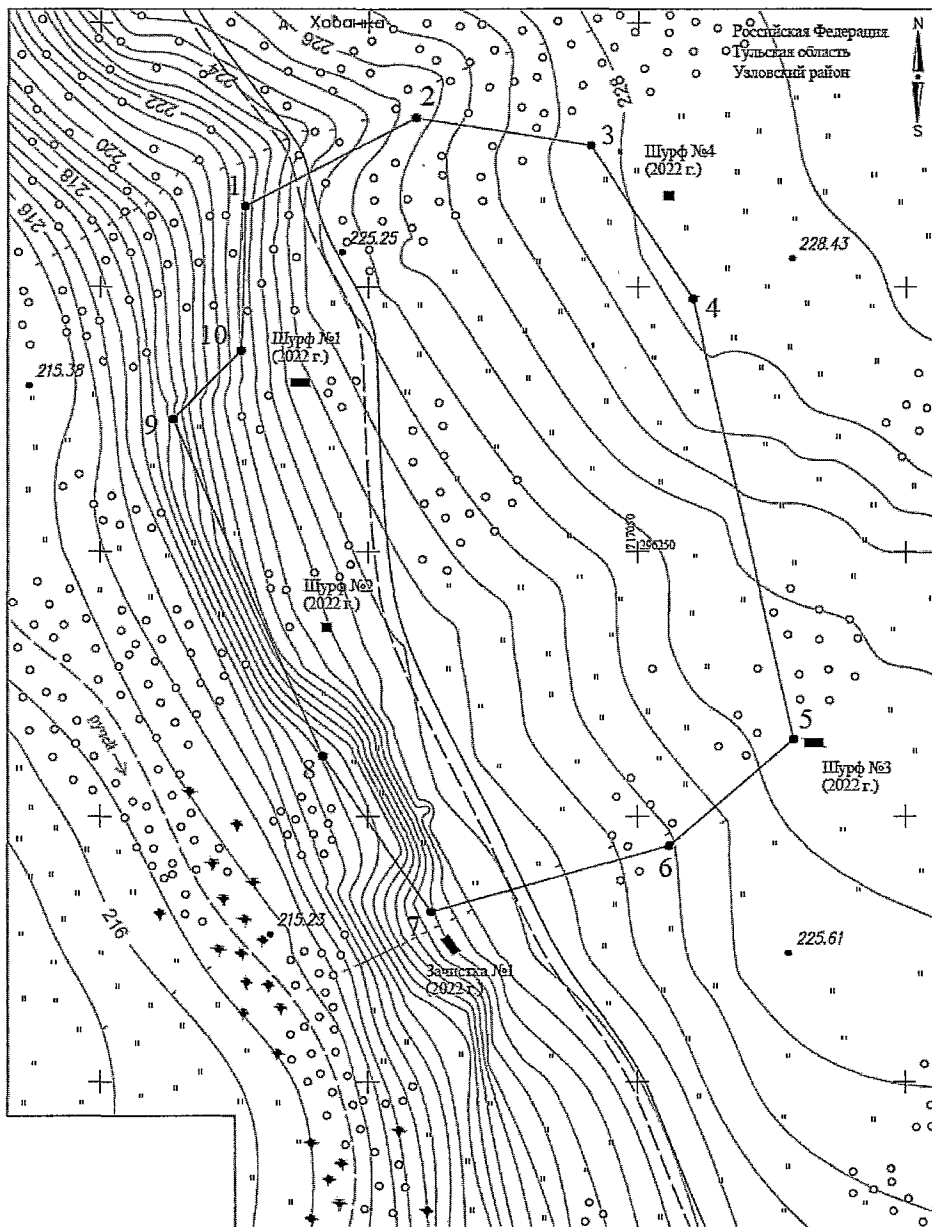 д. Хованка
Российская Федерация
Тульская область
Узловский район
N
S
226
224
222
220
218
216
228
2
3
1
Шурф №4
(2022 г.)
225.25
228.43
4
10
Шурф №1
(2022 г.)
215.38
9
717050
296250
Шурф №2
(2022 г.)
ручей
8
5
Шурф №3
(2022 г.)
6
7
216
215.23
225.61
Зачистка №1
(2022 г.)